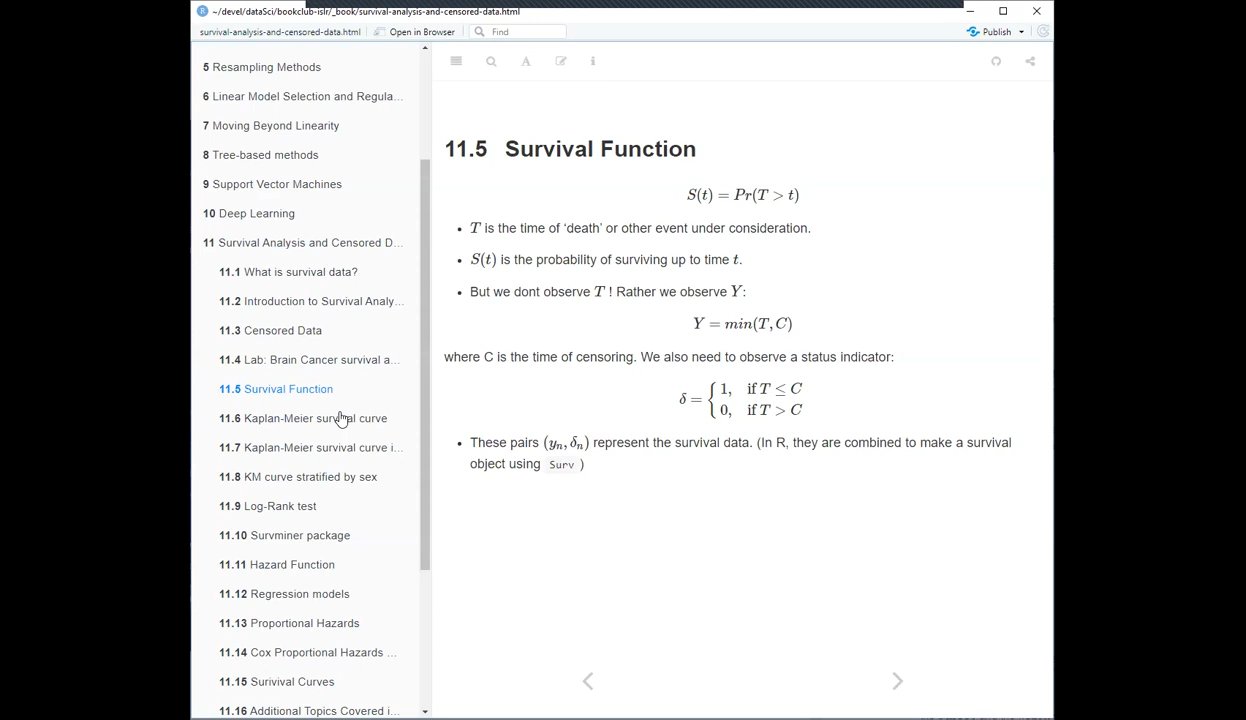 ~/devel/dataSci/bookclub-islr/_book/survival-analysis-and-censored-data.html
survival-analysis-and-censored-data.html
Open in Browser
Find
Publish
5 Resampling Methods
6 Linear Model Selection and Regula...
7 Moving Beyond Linearity
8 Tree-based methods
9 Support Vector Machines
10 Deep Learning
11 Survival Analysis and Censored D...
11.1 What is survival data?
11.2 Introduction to Survival Analy...
11.3 Censored Data
11.4 Lab: Brain Cancer survival a...
11.5 Survival Function
11.6 Kaplan-Meier survival curve
11.7 Kaplan-Meier survival curve i...
11.8 KM curve stratified by sex
11.9 Log-Rank test
11.10 Survminer package
11.11 Hazard Function
11.12 Regression models
11.13 Proportional Hazards
11.14 Cox Proportional Hazards ...
11.15 Surivival Curves
11.16 Additional Topics Covered i...
11.5 Survival Function
S(t) = Pr(T > t)
• T is the time of ‘death’ or other event under consideration.
• S(t) is the probability of surviving up to time t.
• But we dont observe T ! Rather we observe Y:
Y = min(T, C)
where C is the time of censoring. We also need to observe a status indicator:
δ = { 1, if T ≤ C
0, if T > C
• These pairs (yₙ, δₙ) represent the survival data. (In R, they are combined to make a survival
object using Surv )